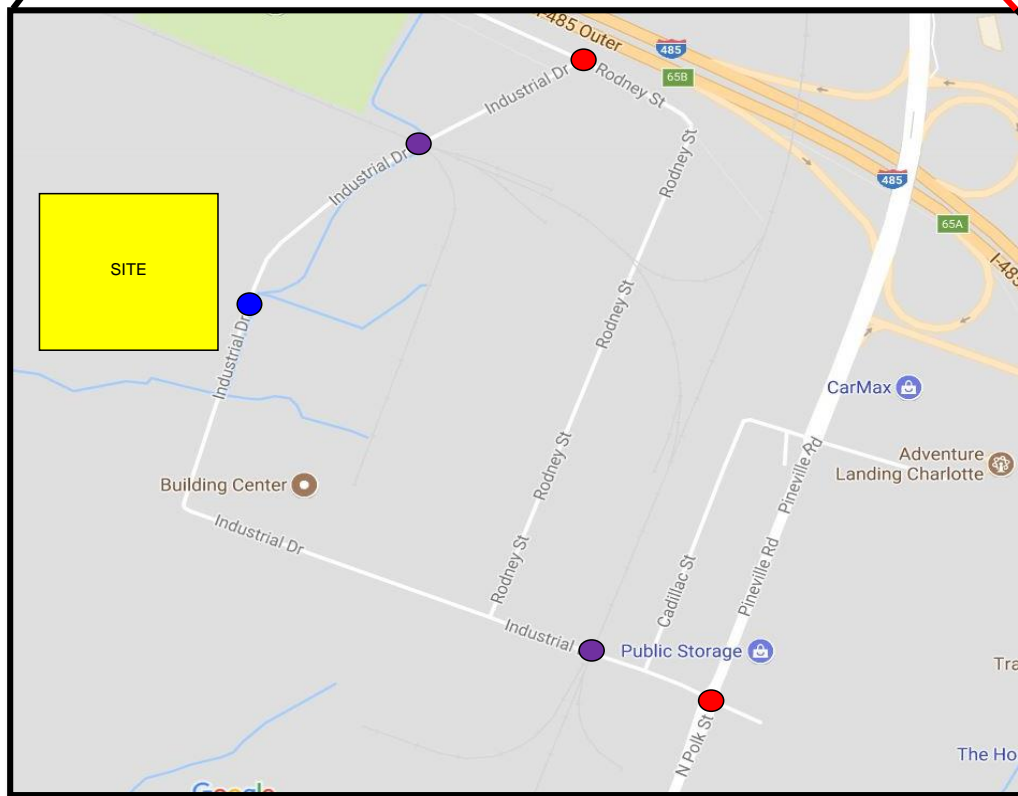 I-485 Outer
485
65B
Industrial Dr
Rodney St
Industrial Dr
Rodney St
485
65A
SITE
I-485
Rodney St
Industrial Dr
CarMax
Adventure
Landing Charlotte
Pineville Rd
Rodney St
Building Center
Industrial Dr
Rodney St
Cadillac St
Pineville Rd
Industrial
Public Storage
Tra
N Polk St
The Ho
Google